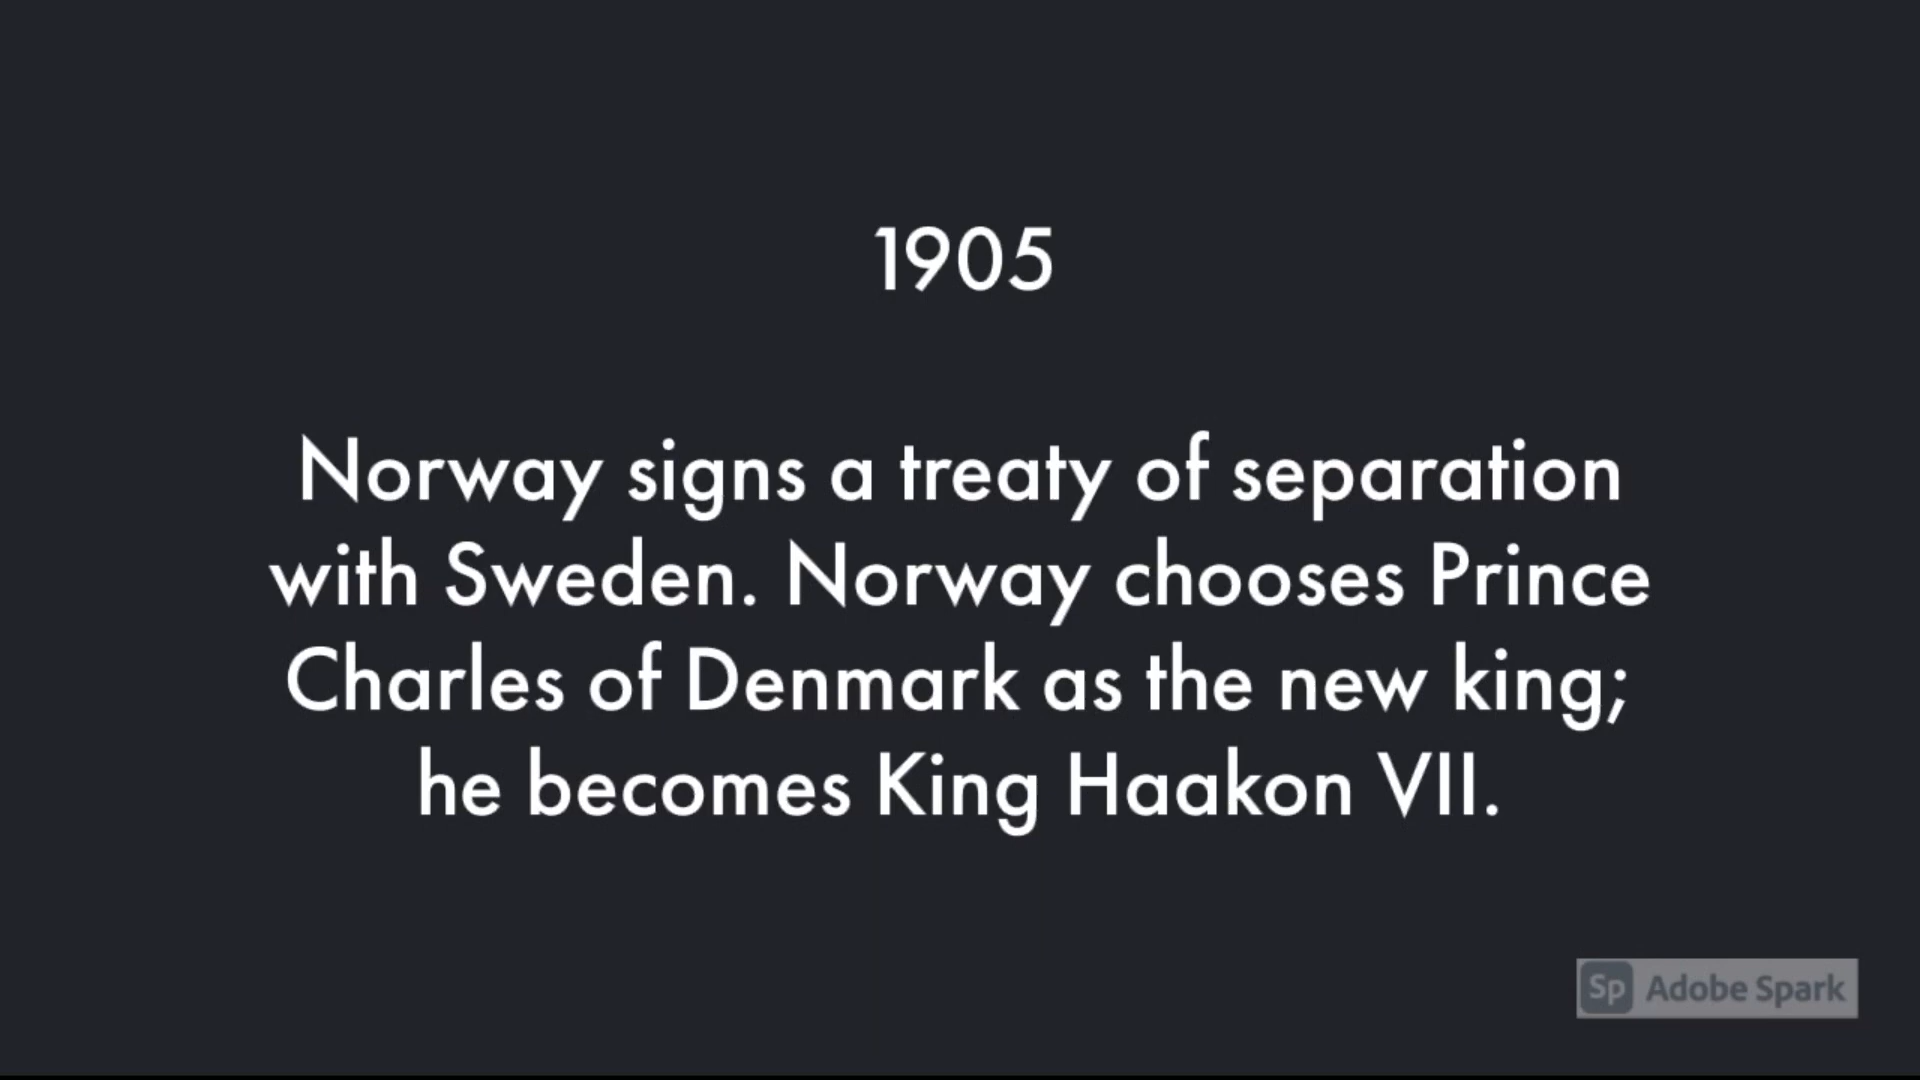 1905
Norway signs a treaty of separation
with Sweden. Norway chooses Prince
Charles of Denmark as the new king;
he becomes King Haakon VII.
Sp Adobe Spark